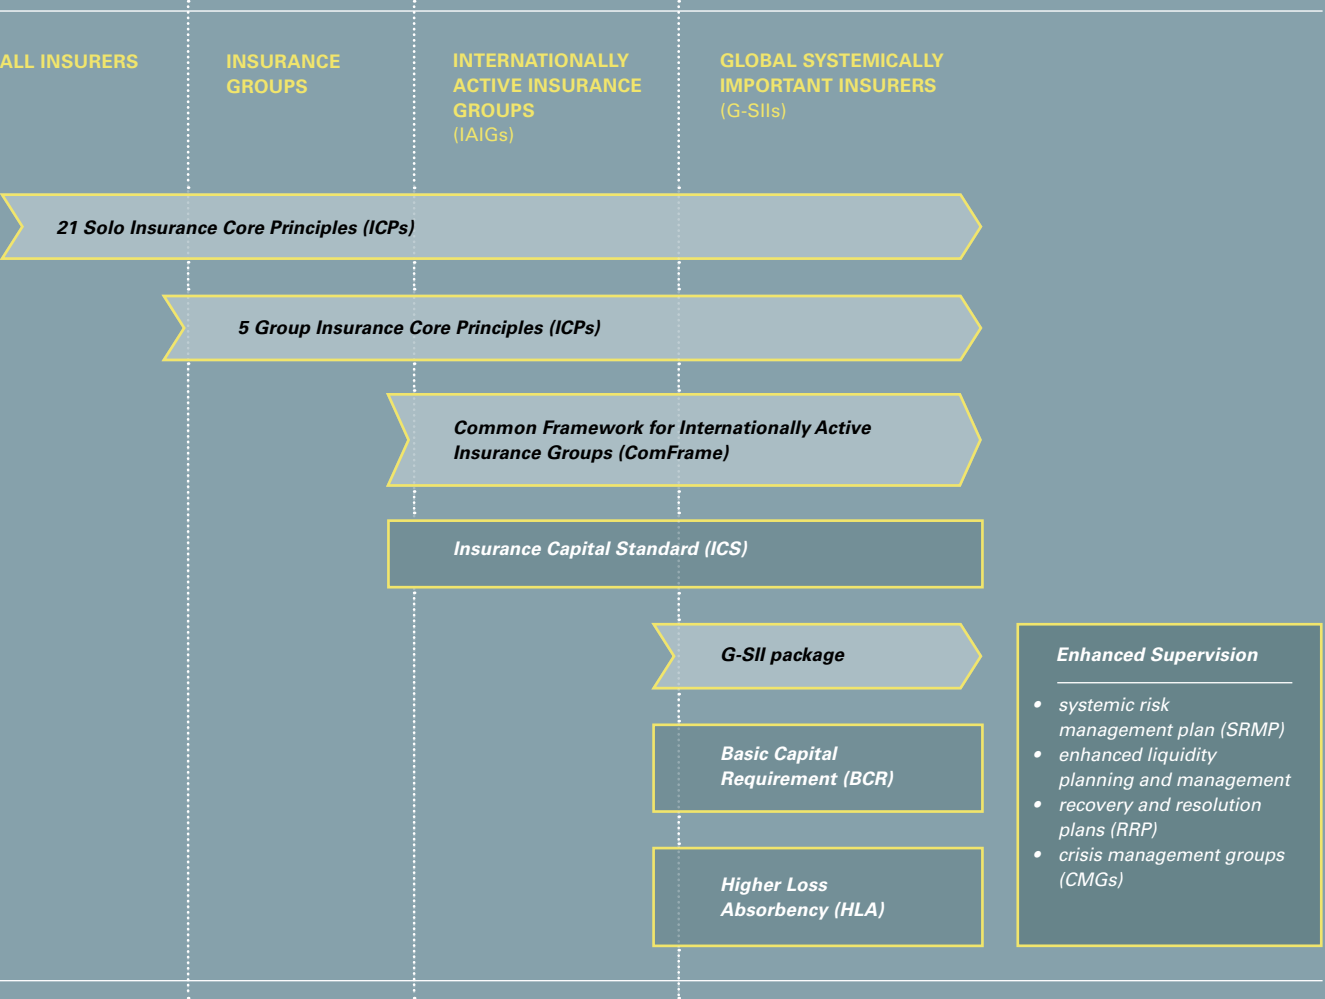 ALL INSURERS
INSURANCE
GROUPS
INTERNATIONALLY
ACTIVE INSURANCE
GROUPS
(IAIGs)
GLOBAL SYSTEMICALLY
IMPORTANT INSURERS
(G-SIIs)
21 Solo Insurance Core Principles (ICPs)
5 Group Insurance Core Principles (ICPs)
Common Framework for Internationally Active
Insurance Groups (ComFrame)
Insurance Capital Standard (ICS)
G-SII package
Basic Capital
Requirement (BCR)
Higher Loss
Absorbency (HLA)
Enhanced Supervision
• systemic risk
management plan (SRMP)
• enhanced liquidity
planning and management
• recovery and resolution
plans (RRP)
• crisis management groups
(CMGs)